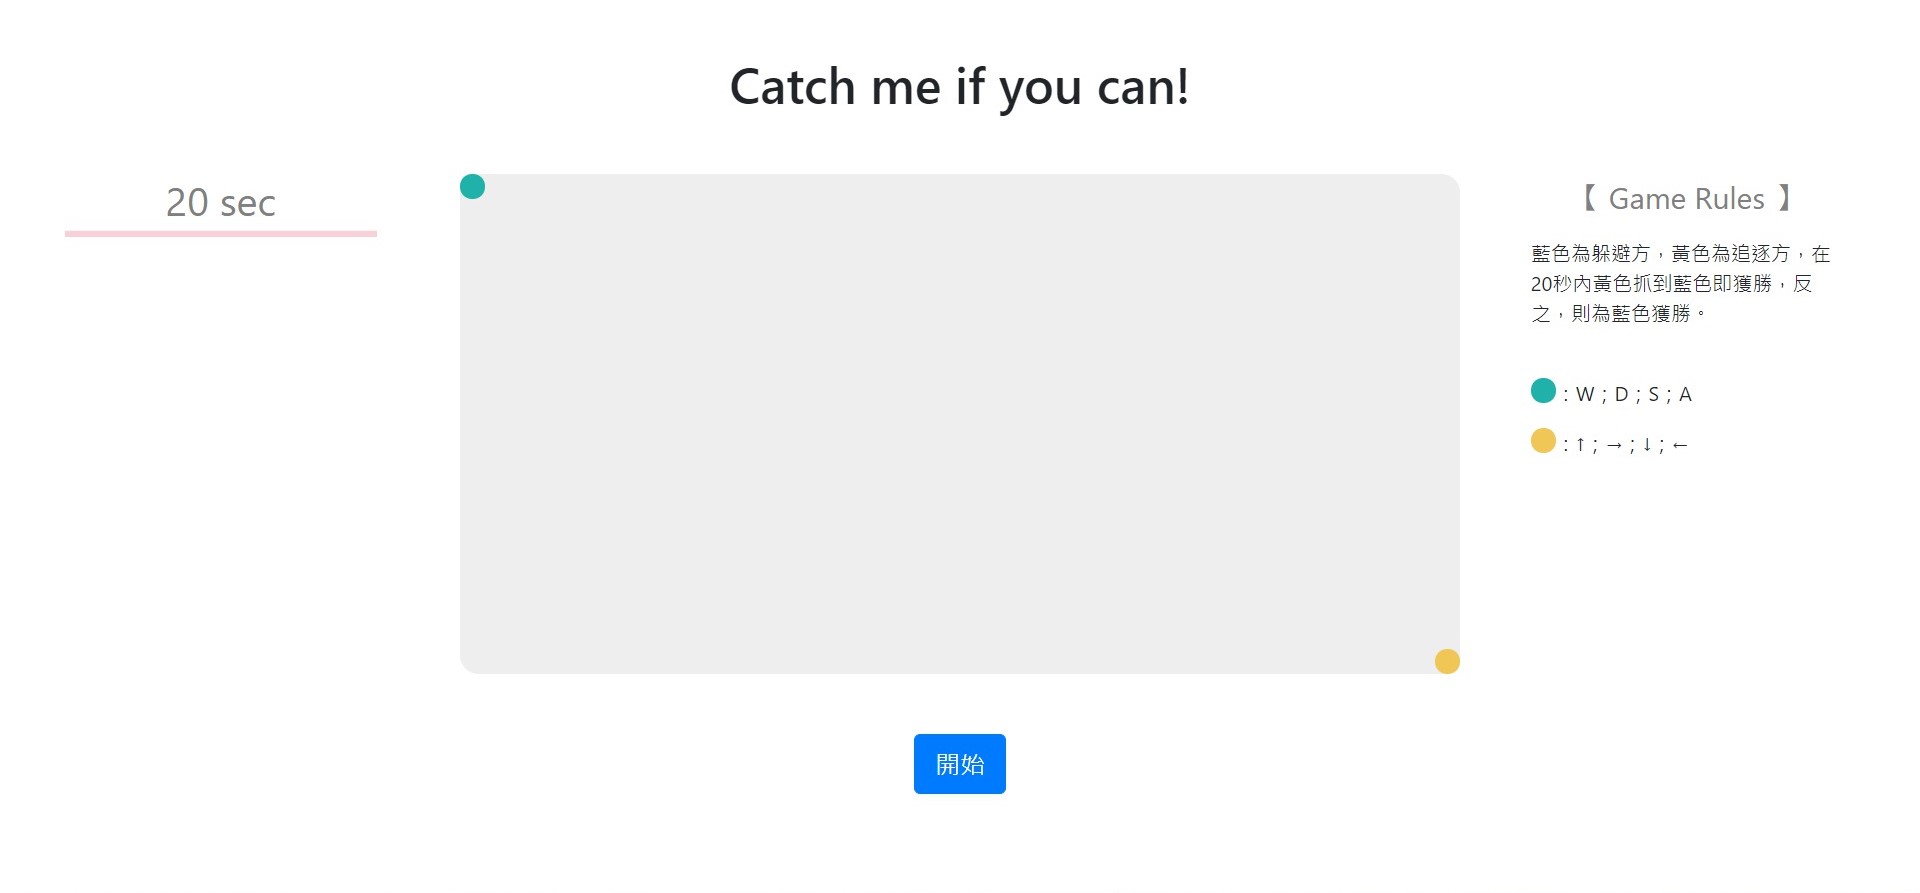 Catch me if you can!
20 sec
【 Game Rules 】
藍色為躲避方，黃色為追逐方，在
20秒內黃色抓到藍色即獲勝，反
之，則為藍色獲勝。
: W ; D ; S ; A
: ↑ ; → ; ↓ ; ←
開始